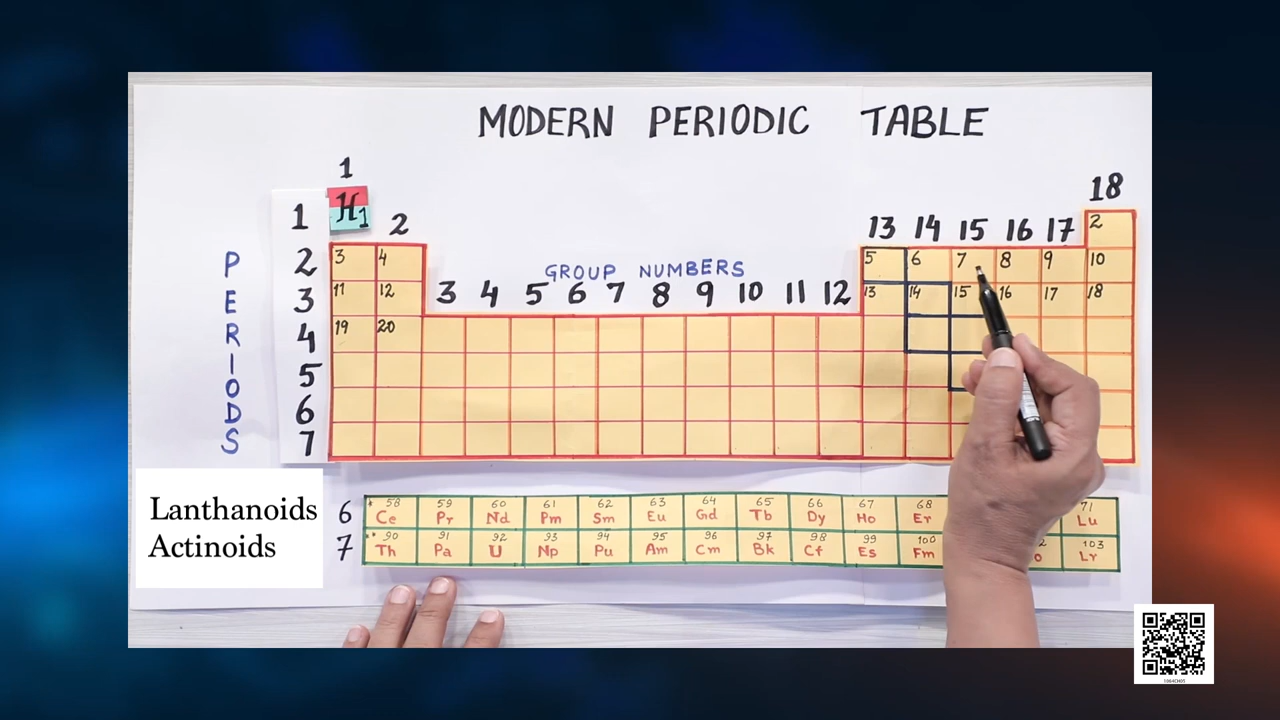 MODERN PERIODIC TABLE
1
18
H 1
1
2
13 14 15 16 17
2
P
E
R
I
O
D
S
2
3 4
GROUP NUMBERS
5 6 7 8 9 10
3
11 12
3 4 5 6 7 8 9 10 11 12
13 14 15 16 17 18
4
19 20
5
6
7
Lanthanoids
Actinoids
6
* 58 59 60 61 62 63 64 65 66 67 68 71
Ce Pr Nd Pm Sm Eu Gd Tb Dy Ho Er Lu
7
** 90 91 92 93 94 95 96 97 98 99 100 2 103
Th Pa U Np Pu Am Cm Bk Cf Es Fm o Lr
1064CH05